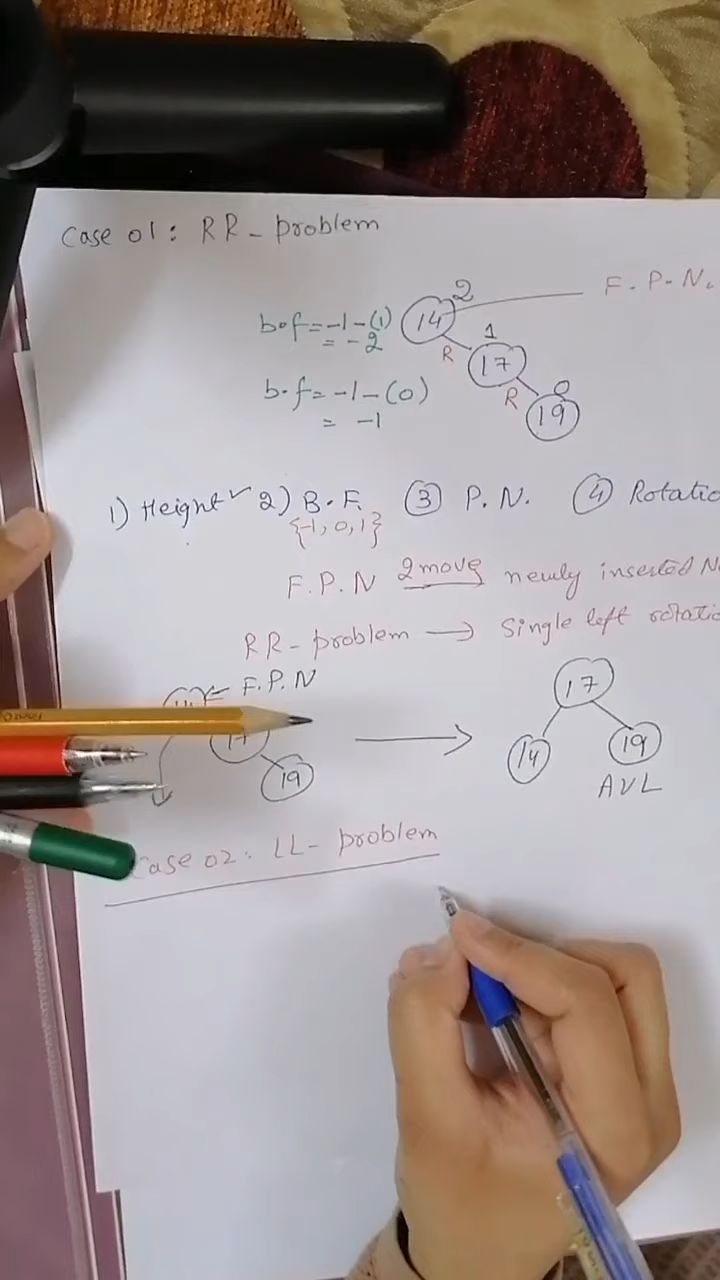 Case 01: RR - problem
2
F.P.N.
b.f = -1 - (1)
= -2
14
1
R
17
b.f = -1 - (0)
= -1
R
0
19
1) Height ✓ 2) B.F. ③ P.N. ④ Rotatio
{-1, 0, 1}
F.P.N 2move newly inserted N
RR - problem → Single left rotatio
← F.P.N
17
17
14
19
19
AVL
Case 02: LL - problem